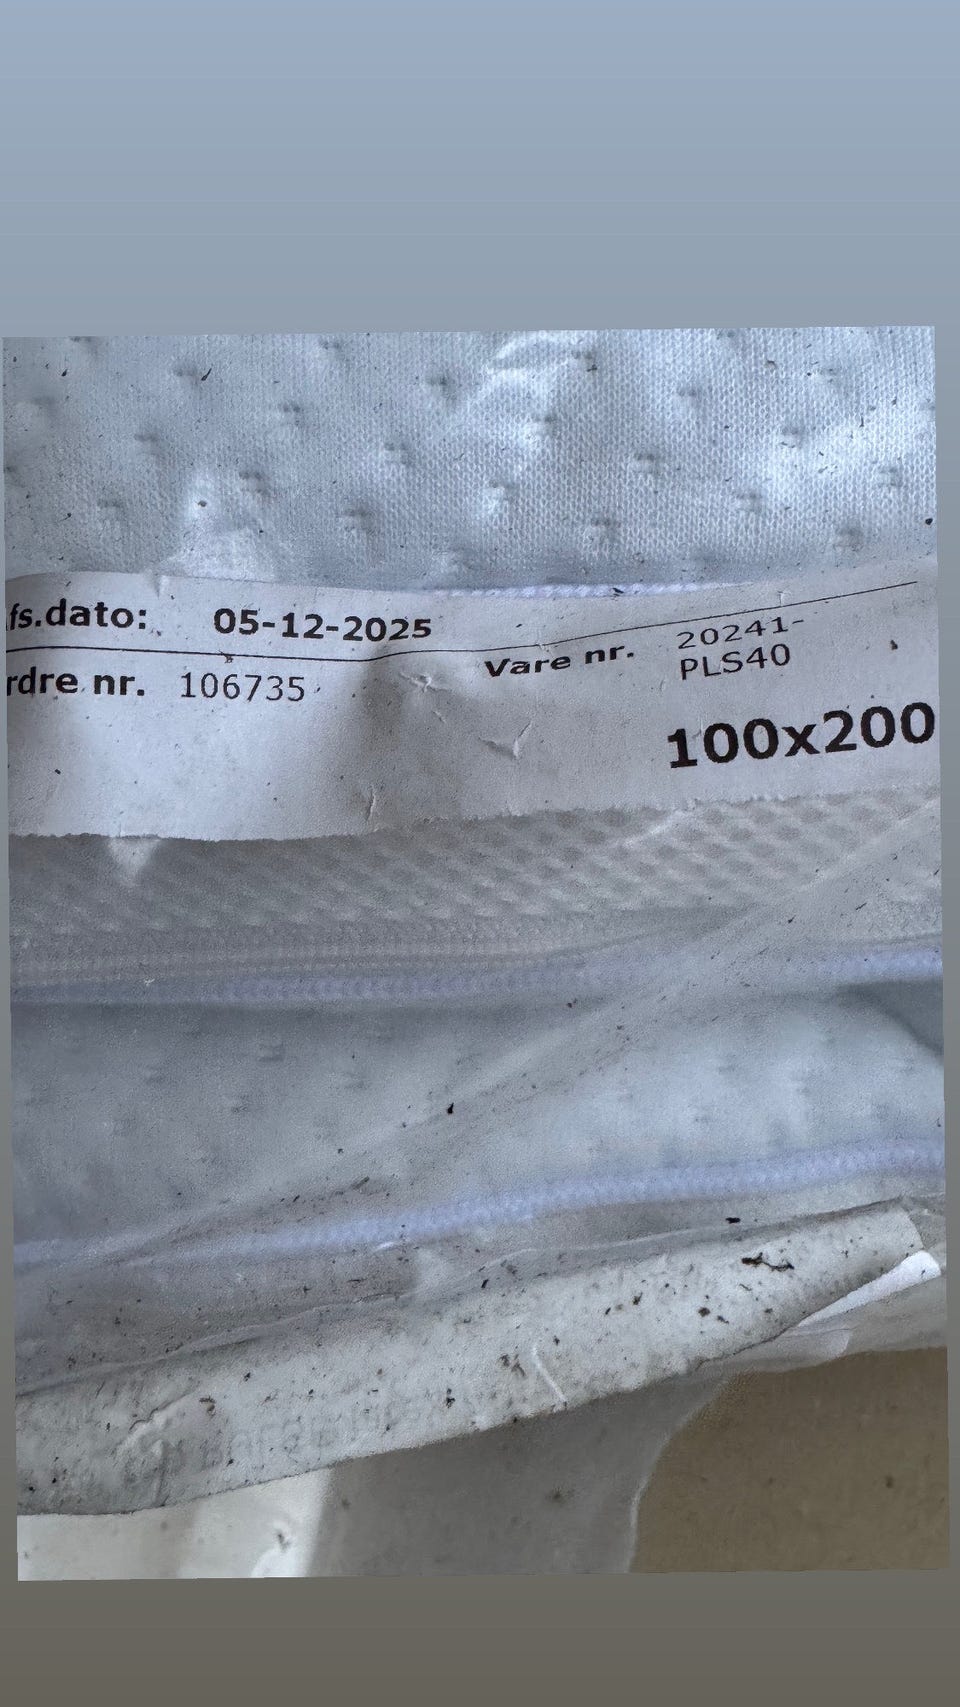 fs.dato: 05-12-2025
rdre nr. 106735 Vare nr. 20241-
PLS40
100x200